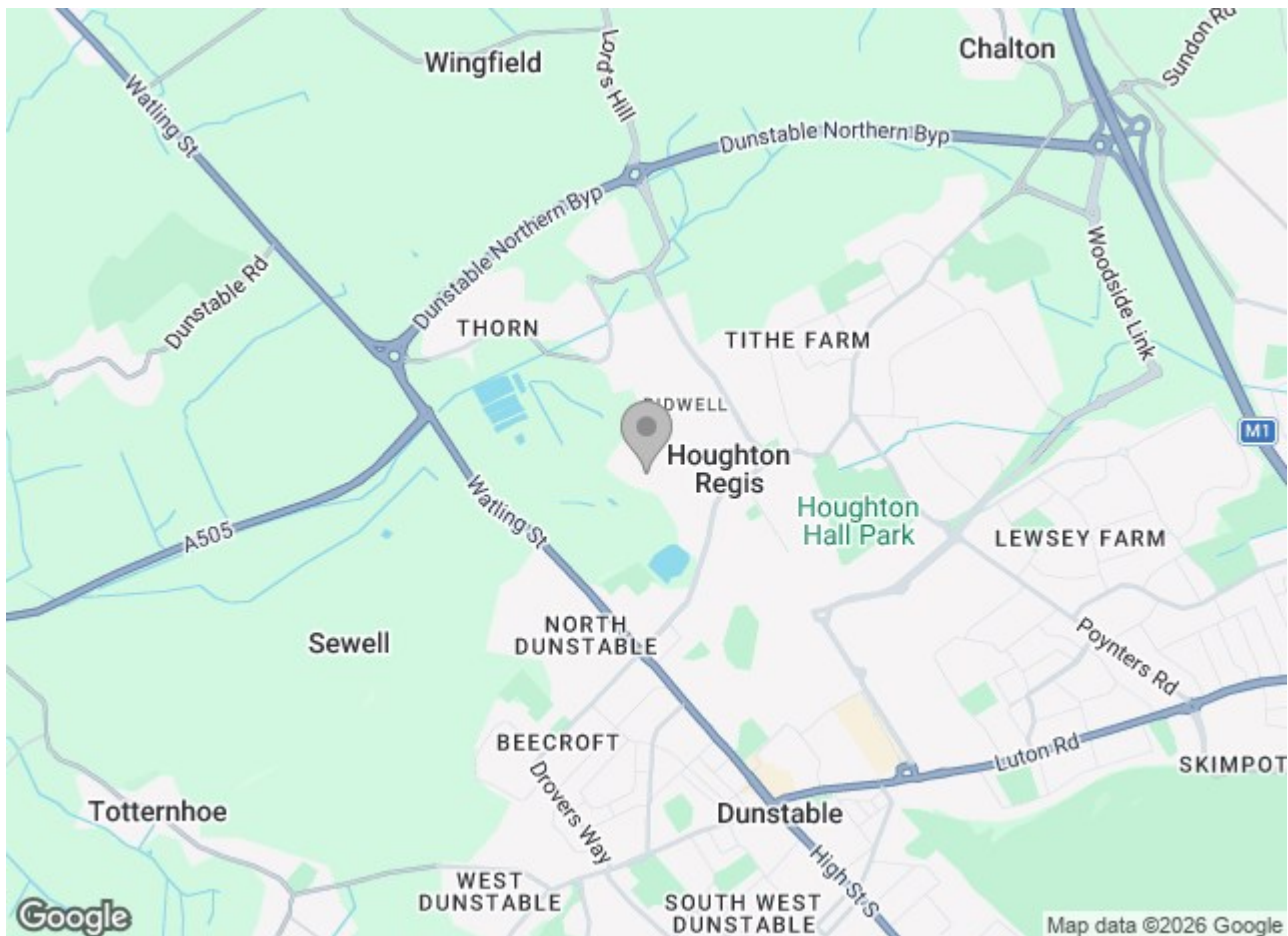 Wingfield
Lord's Hill
Chalton
Sundon Rd
Watling St
Dunstable Northern Byp
Dunstable Northern Byp
Dunstable Rd
Woodside Link
THORN
TITHE FARM
M1
Houghton
Regis
Houghton
Hall Park
A505
Watling St
LEWSEY FARM
Sewell
NORTH
DUNSTABLE
Poynters Rd
BEECROFT
Drovers Way
Luton Rd
SKIMPOT
Totternhoe
Dunstable
High St S
WEST
DUNSTABLE
SOUTH WEST
DUNSTABLE
Google
Map data ©2026 Google